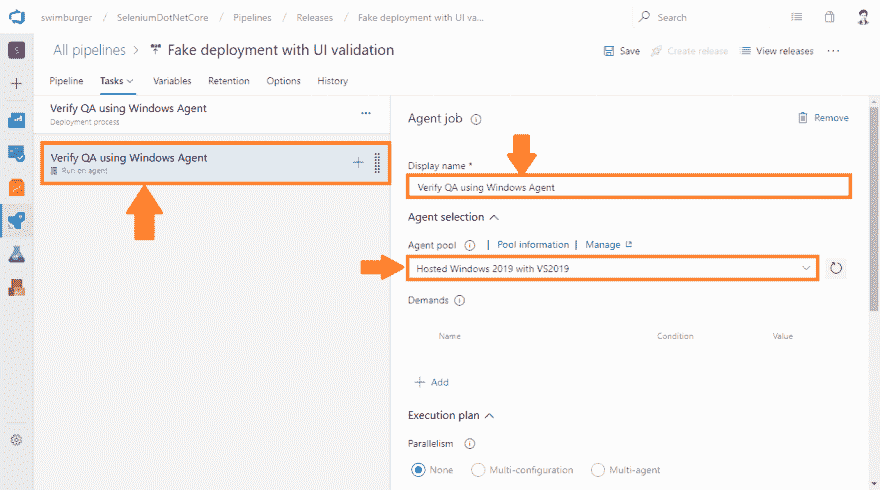 swimburger / SeleniumDotNetCore / Pipelines / Releases / Fake deployment with UI va...
Search
S
All pipelines > Fake deployment with UI validation
Save
Create release
View releases
...
Pipeline
Tasks
Variables
Retention
Options
History
Verify QA using Windows Agent
...
Deployment process
Verify QA using Windows Agent
Run on agent
Agent job
Remove
Display name *
Verify QA using Windows Agent
Agent selection
Agent pool | Pool information | Manage
Hosted Windows 2019 with VS2019
Demands
Name Condition Value
+ Add
Execution plan
Parallelism
None Multi-configuration Multi-agent